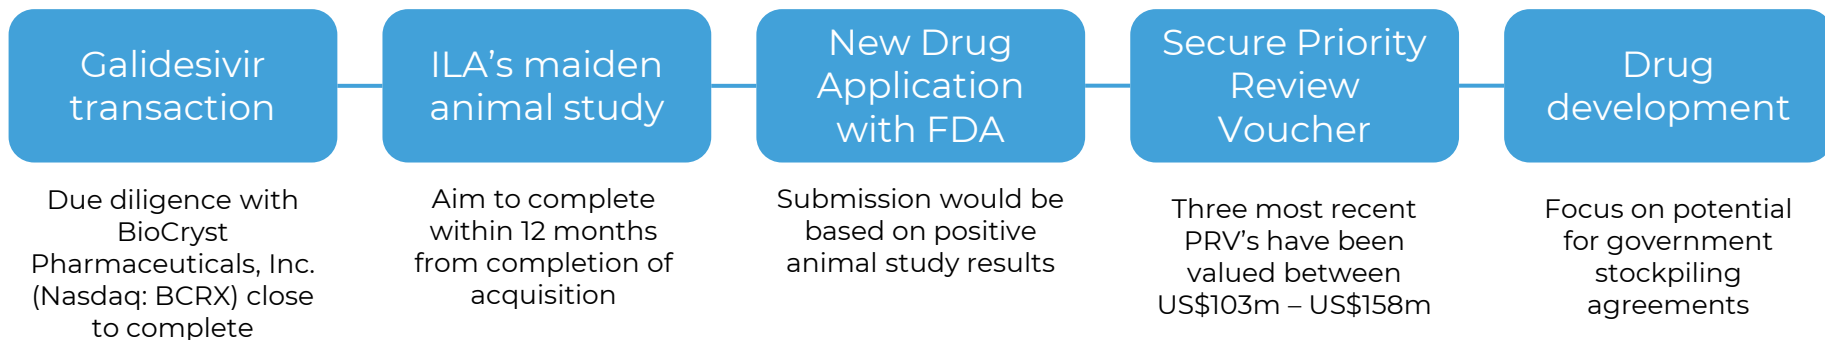 Galidesivir
transaction
ILA’s maiden
animal study
New Drug
Application
with FDA
Secure Priority
Review
Voucher
Drug
development
Due diligence with
BioCryst
Pharmaceuticals, Inc.
(Nasdaq: BCRX) close
to complete
Aim to complete
within 12 months
from completion of
acquisition
Submission would be
based on positive
animal study results
Three most recent
PRV’s have been
valued between
US$103m – US$158m
Focus on potential
for government
stockpiling
agreements